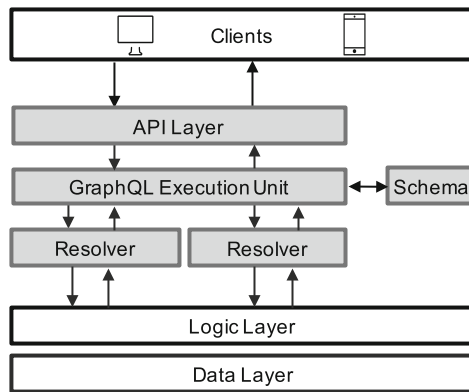 Clients
API Layer
GraphQL Execution Unit
Schema
Resolver
Resolver
Logic Layer
Data Layer